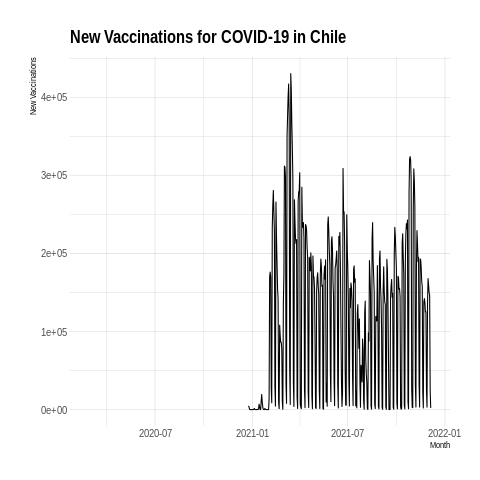 New Vaccinations for COVID-19 in Chile
New Vaccinations
4e+05
3e+05
2e+05
1e+05
0e+00
2020-07
2021-01
2021-07
2022-01
Month